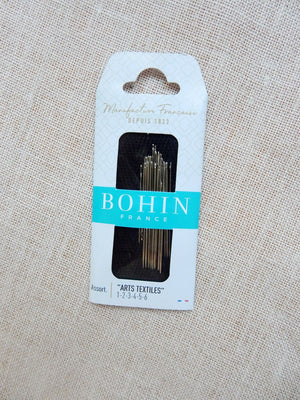 Manufacture Française
DEPUIS 1833
BOHIN
FRANCE
Assort.
"ARTS TEXTILES"
1-2-3-4-5-6